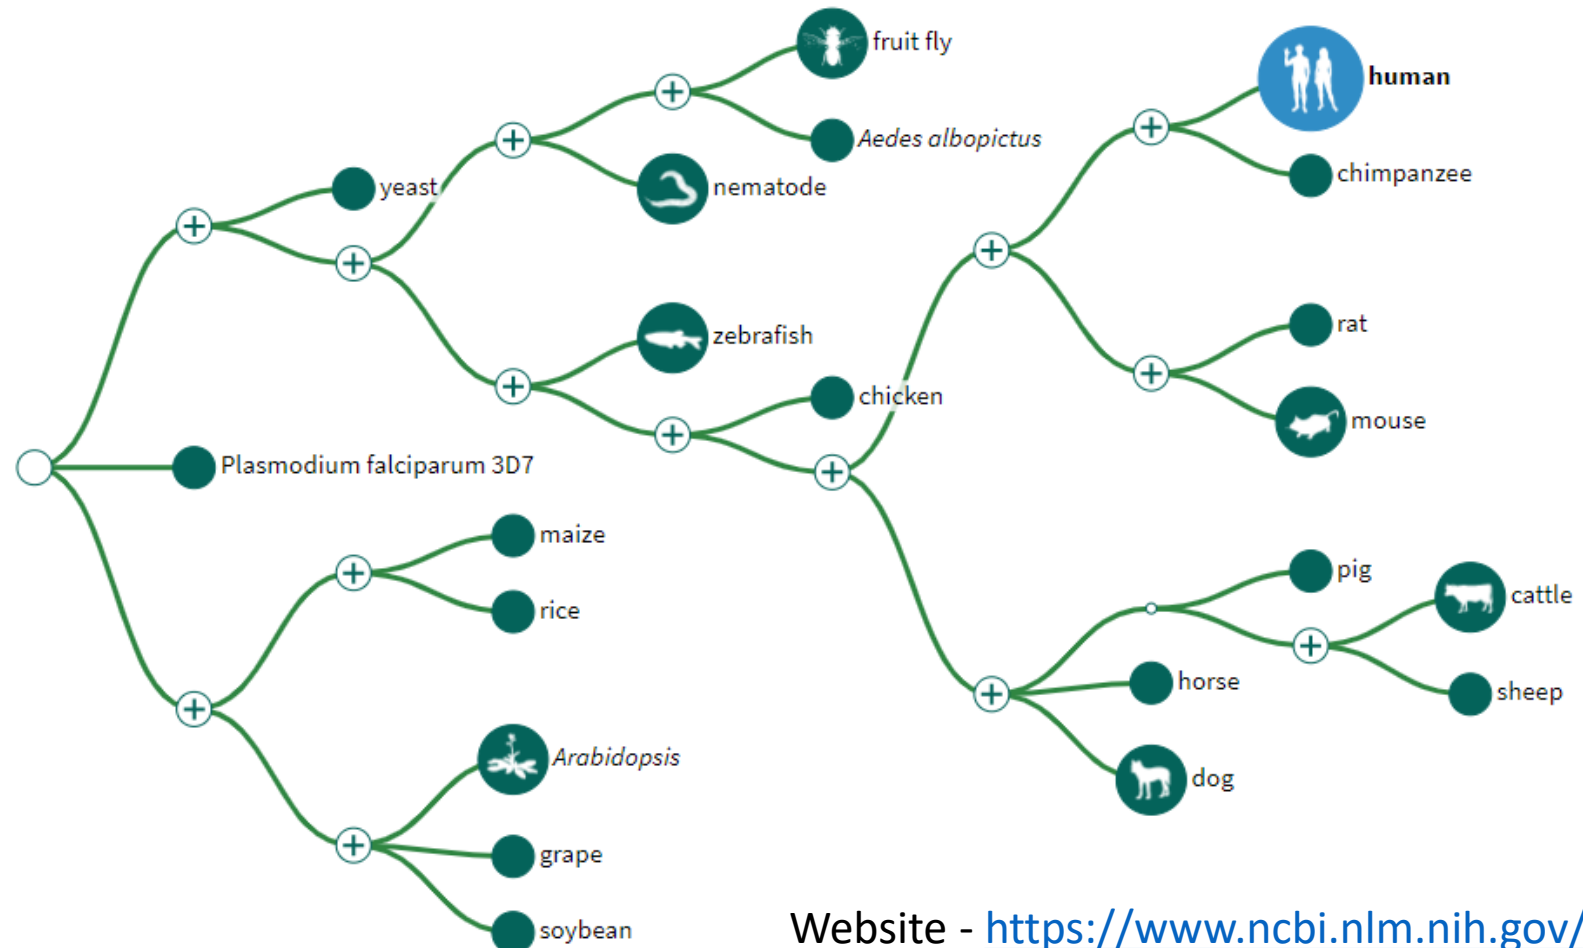 fruit fly
human
Aedes albopictus
chimpanzee
yeast
nematode
rat
zebrafish
chicken
mouse
Plasmodium falciparum 3D7
maize
pig
cattle
rice
horse
sheep
Arabidopsis
dog
grape
soybean
Website - https://www.ncbi.nlm.nih.gov/